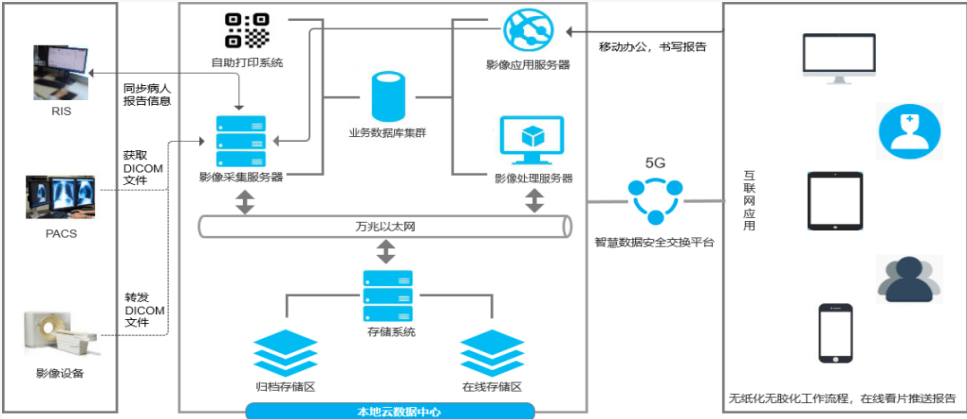 RIS
PACS
影像设备
同步病人
报告信息
获取
DICOM
文件
转发
DICOM
文件
自助打印系统
影像采集服务器
业务数据库集群
影像应用服务器
影像处理服务器
万兆以太网
存储系统
归档存储区
在线存储区
本地云数据中心
移动办公，书写报告
5G
智慧数据安全交换平台
互联网应用
无纸化无胶化工作流程，在线看片推送报告